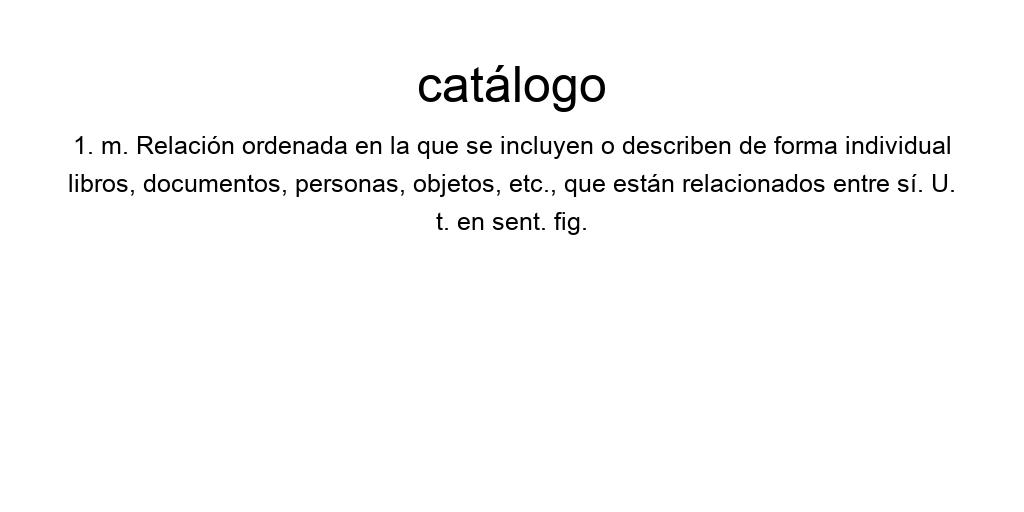 catálogo
1. m. Relación ordenada en la que se incluyen o describen de forma individual
libros, documentos, personas, objetos, etc., que están relacionados entre sí. U.
t. en sent. fig.